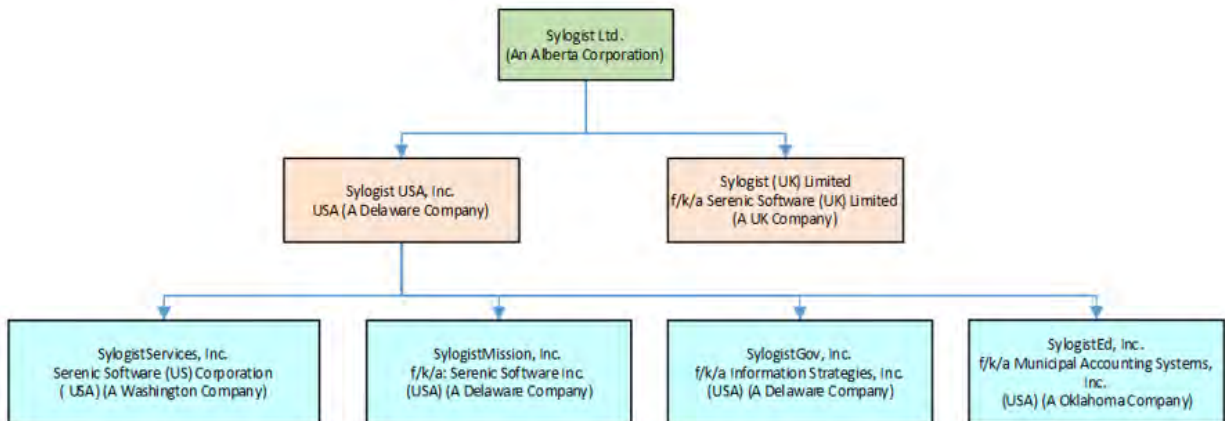 Sylogist Ltd.
(An Alberta Corporation)
Sylogist USA, Inc.
USA (A Delaware Company)
Sylogist (UK) Limited
f/k/a Serenic Software (UK) Limited
(A UK Company)
SylogistServices, Inc.
Serenic Software (US) Corporation
( USA) (A Washington Company)
SylogistMission, Inc.
f/k/a: Serenic Software Inc.
(USA) (A Delaware Company)
SylogistGov, Inc.
f/k/a Information Strategies, Inc.
(USA) (A Delaware Company)
SylogistEd, Inc.
f/k/a Municipal Accounting Systems,
Inc.
(USA) (A Oklahoma Company)